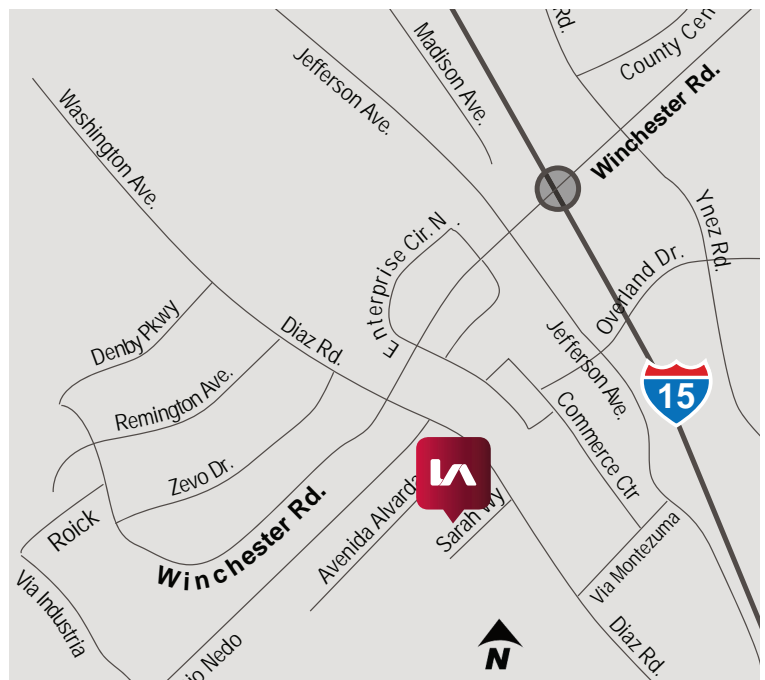 Rd.
County Cen
Madison Ave.
Jefferson Ave.
Winchester Rd.
Washington Ave.
Ynez Rd.
Enterprise Cir. N.
Overland Dr.
Denby Pkwy
Diaz Rd.
Jefferson Ave.
15
Remington Ave.
Commerce Ctr
Zevo Dr.
Winchester Rd.
Avenida Alvarda
Sarah Wy
Roick
Via Montezuma
Via Industria
io Nedo
Diaz Rd.
N